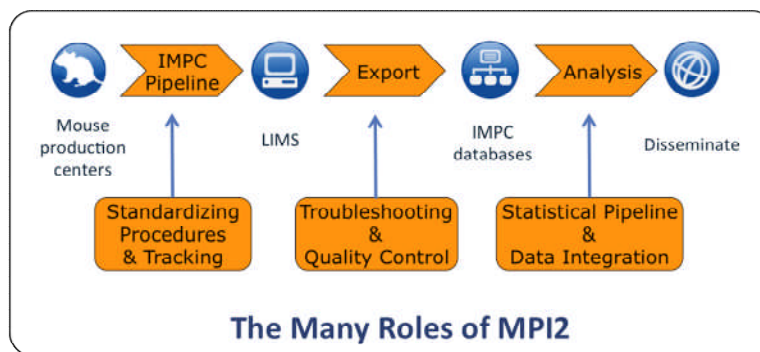 IMPC
Pipeline
Export
Analysis
Mouse
production
centers
LIMS
IMPC
databases
Disseminate
Standardizing
Procedures
& Tracking
Troubleshooting
&
Quality Control
Statistical Pipeline
&
Data Integration
The Many Roles of MPI2